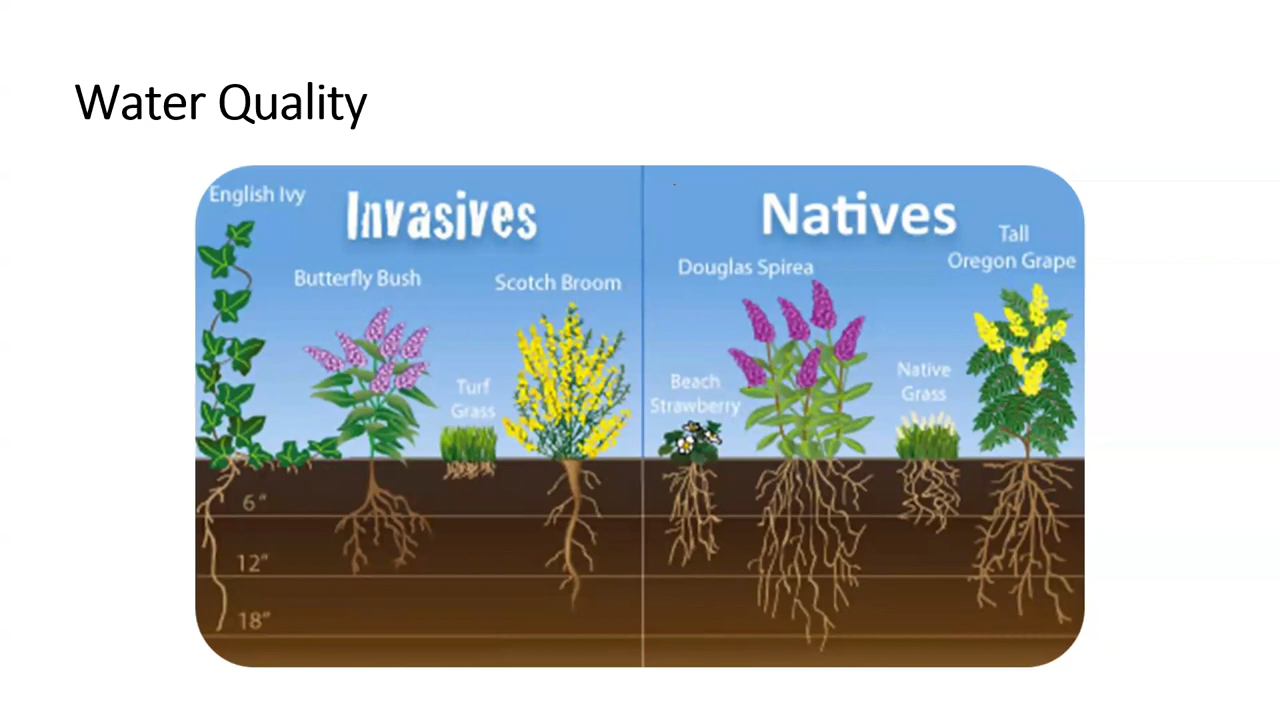 Water Quality
English Ivy
Invasives
Butterfly Bush
Scotch Broom
Turf
Grass
6"
12"
18"
Natives
Douglas Spirea
Tall
Oregon Grape
Beach
Strawberry
Native
Grass